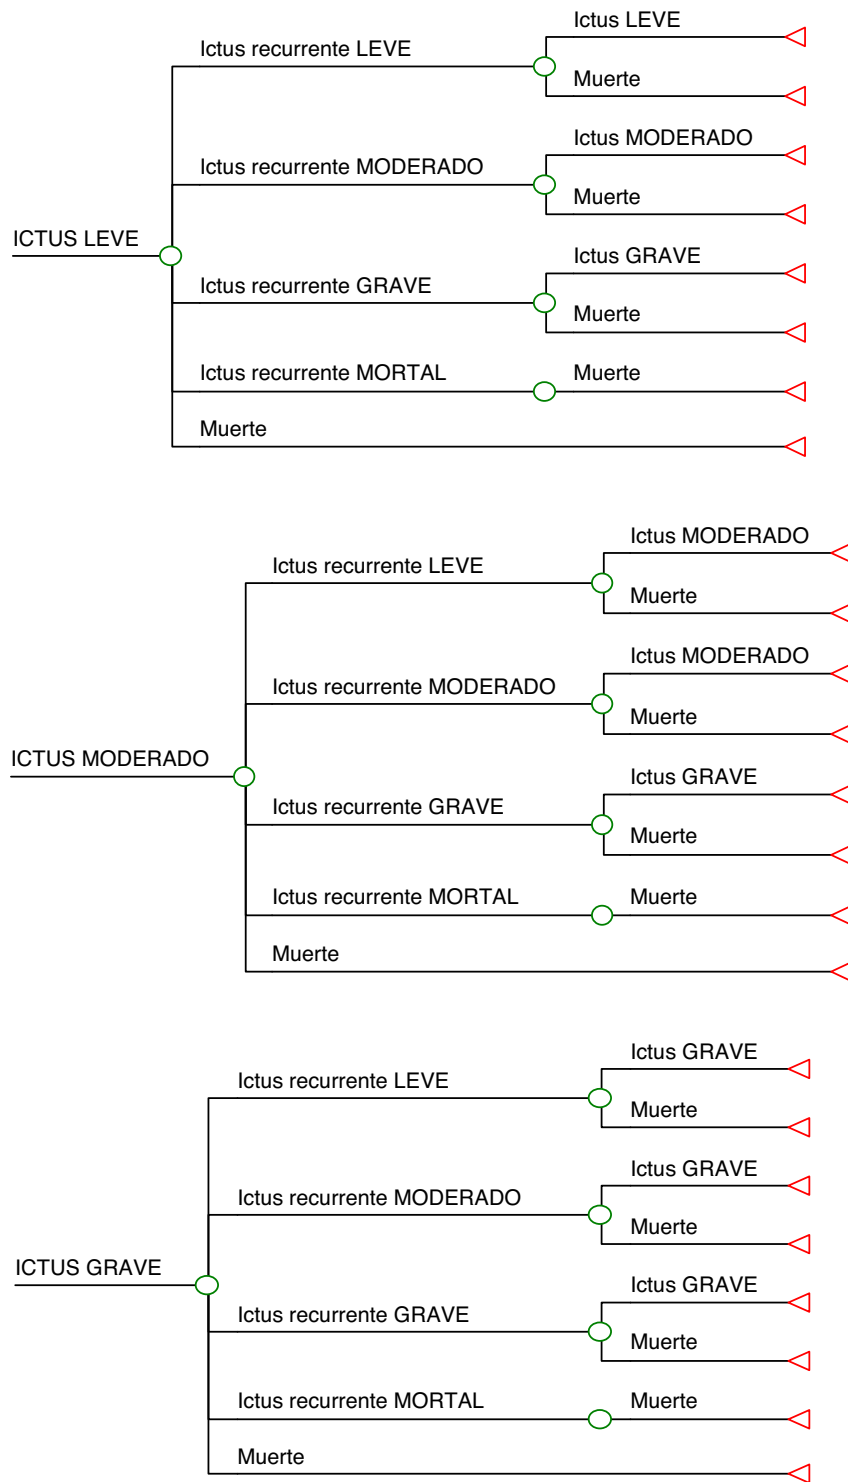 Ictus LEVE
Ictus recurrente LEVE
Muerte
Ictus MODERADO
Ictus recurrente MODERADO
Muerte
ICTUS LEVE
Ictus GRAVE
Ictus recurrente GRAVE
Muerte
Ictus recurrente MORTAL
Muerte
Muerte
Ictus MODERADO
Ictus recurrente LEVE
Muerte
Ictus MODERADO
Ictus recurrente MODERADO
Muerte
ICTUS MODERADO
Ictus GRAVE
Ictus recurrente GRAVE
Muerte
Ictus recurrente MORTAL
Muerte
Muerte
Ictus GRAVE
Ictus recurrente LEVE
Muerte
Ictus GRAVE
Ictus recurrente MODERADO
Muerte
ICTUS GRAVE
Ictus GRAVE
Ictus recurrente GRAVE
Muerte
Ictus recurrente MORTAL
Muerte
Muerte